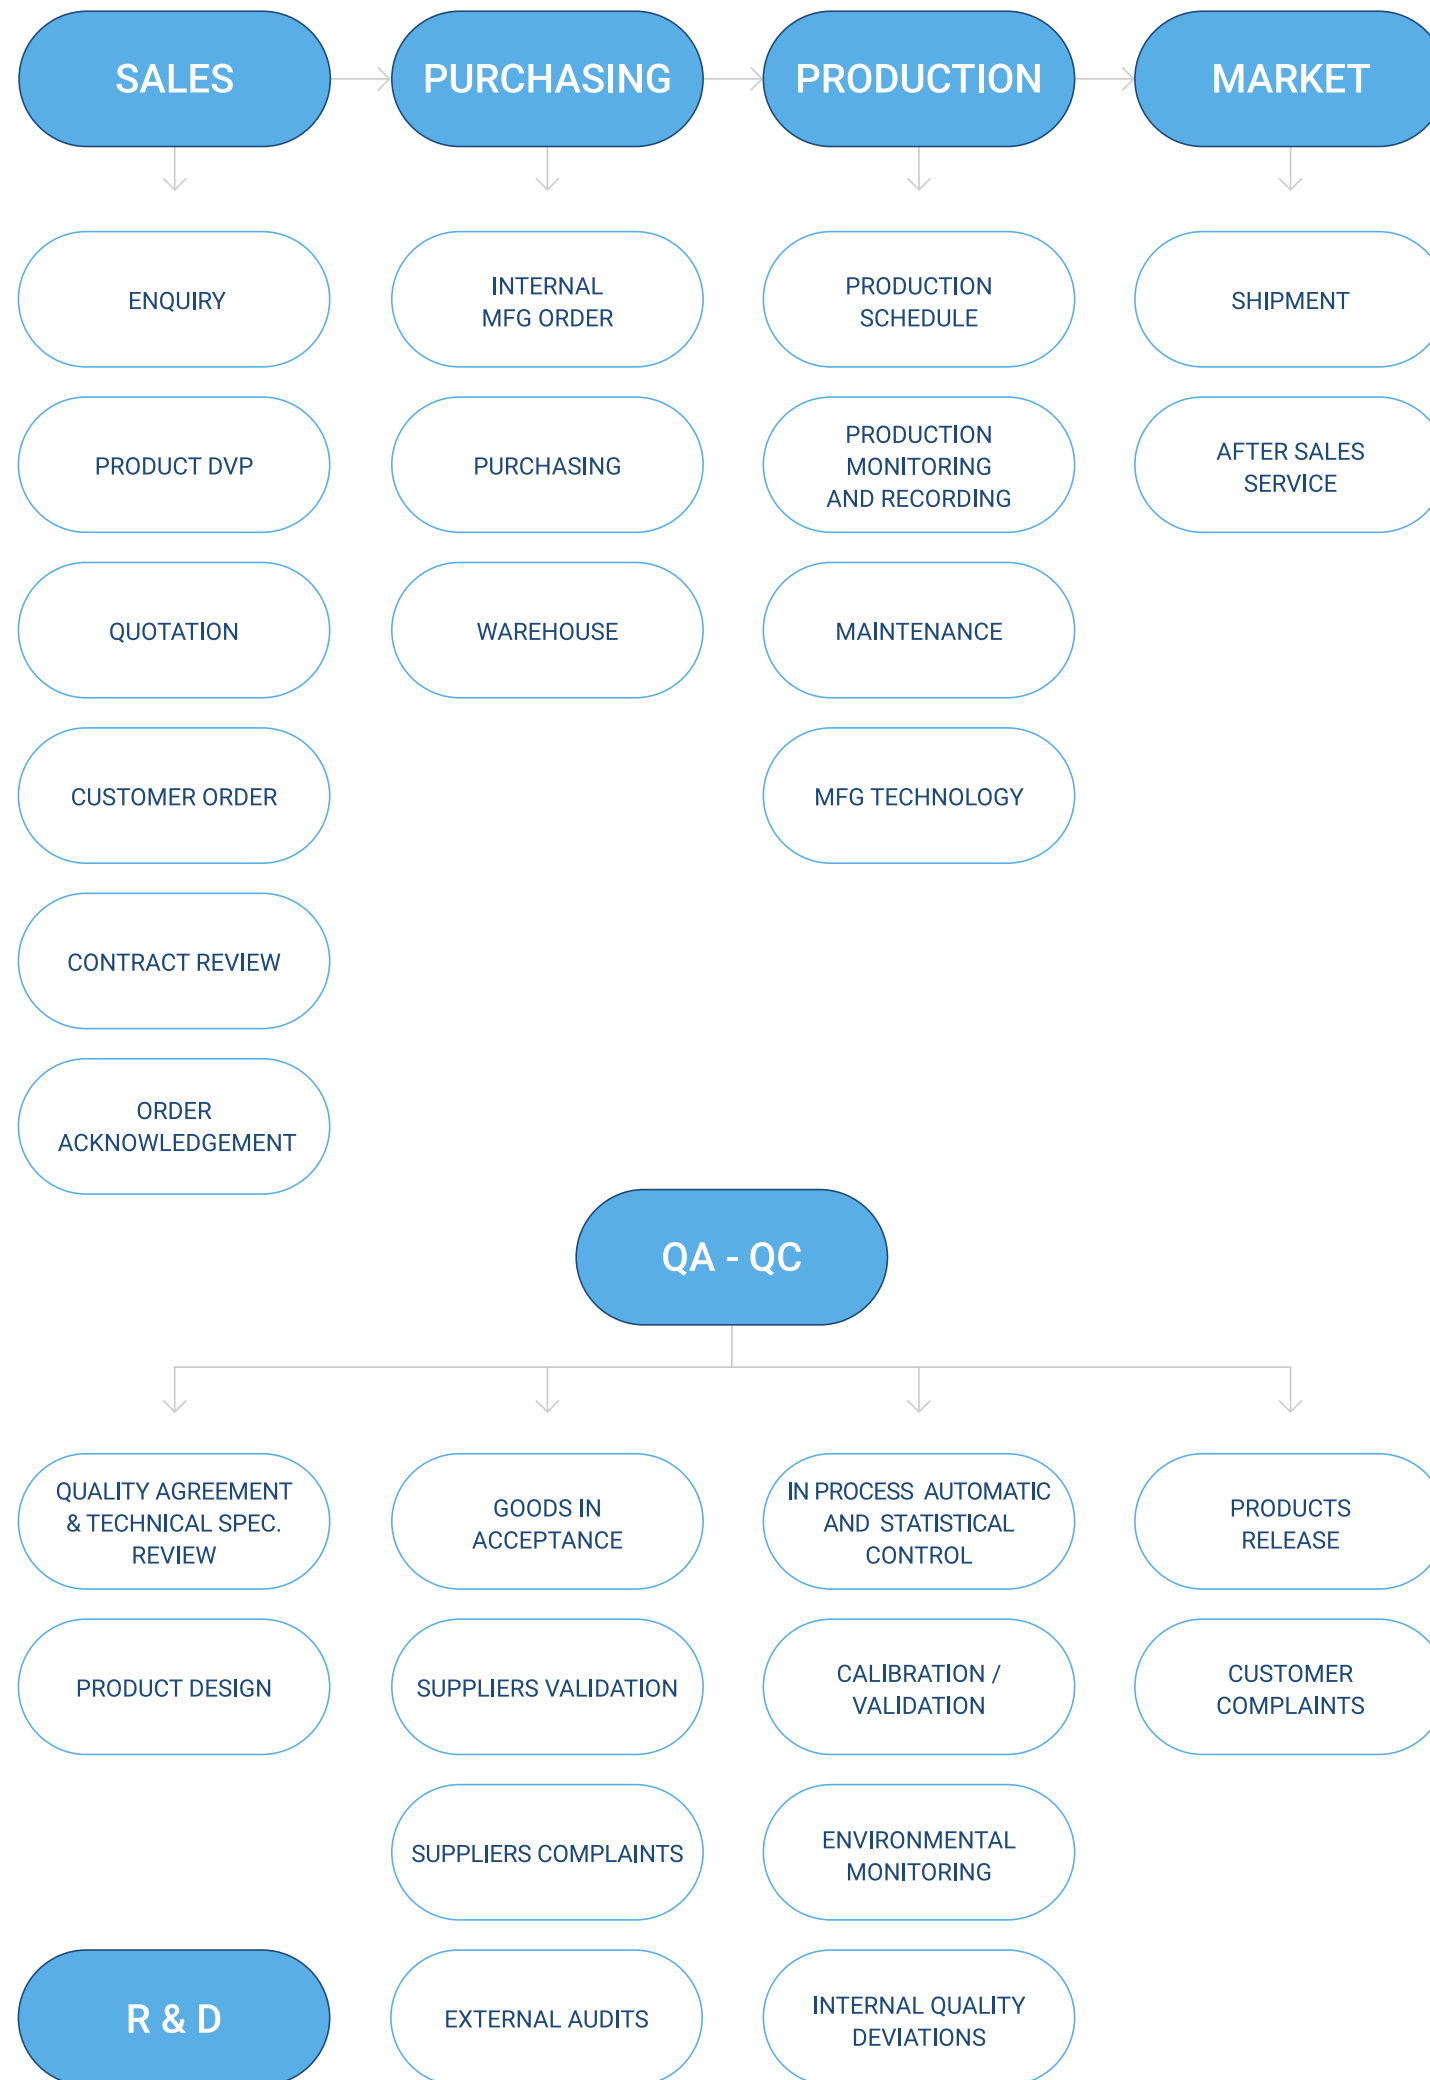 SALES
PURCHASING
PRODUCTION
MARKET
ENQUIRY
INTERNAL
MFG ORDER
PRODUCTION
SCHEDULE
SHIPMENT
PRODUCT DVP
PURCHASING
PRODUCTION
MONITORING
AND RECORDING
AFTER SALES
SERVICE
QUOTATION
WAREHOUSE
MAINTENANCE
CUSTOMER ORDER
MFG TECHNOLOGY
CONTRACT REVIEW
ORDER
ACKNOWLEDGEMENT
QA - QC
QUALITY AGREEMENT
& TECHNICAL SPEC.
REVIEW
GOODS IN
ACCEPTANCE
IN PROCESS AUTOMATIC
AND STATISTICAL
CONTROL
PRODUCTS
RELEASE
PRODUCT DESIGN
SUPPLIERS VALIDATION
CALIBRATION /
VALIDATION
CUSTOMER
COMPLAINTS
SUPPLIERS COMPLAINTS
ENVIRONMENTAL
MONITORING
R & D
EXTERNAL AUDITS
INTERNAL QUALITY
DEVIATIONS